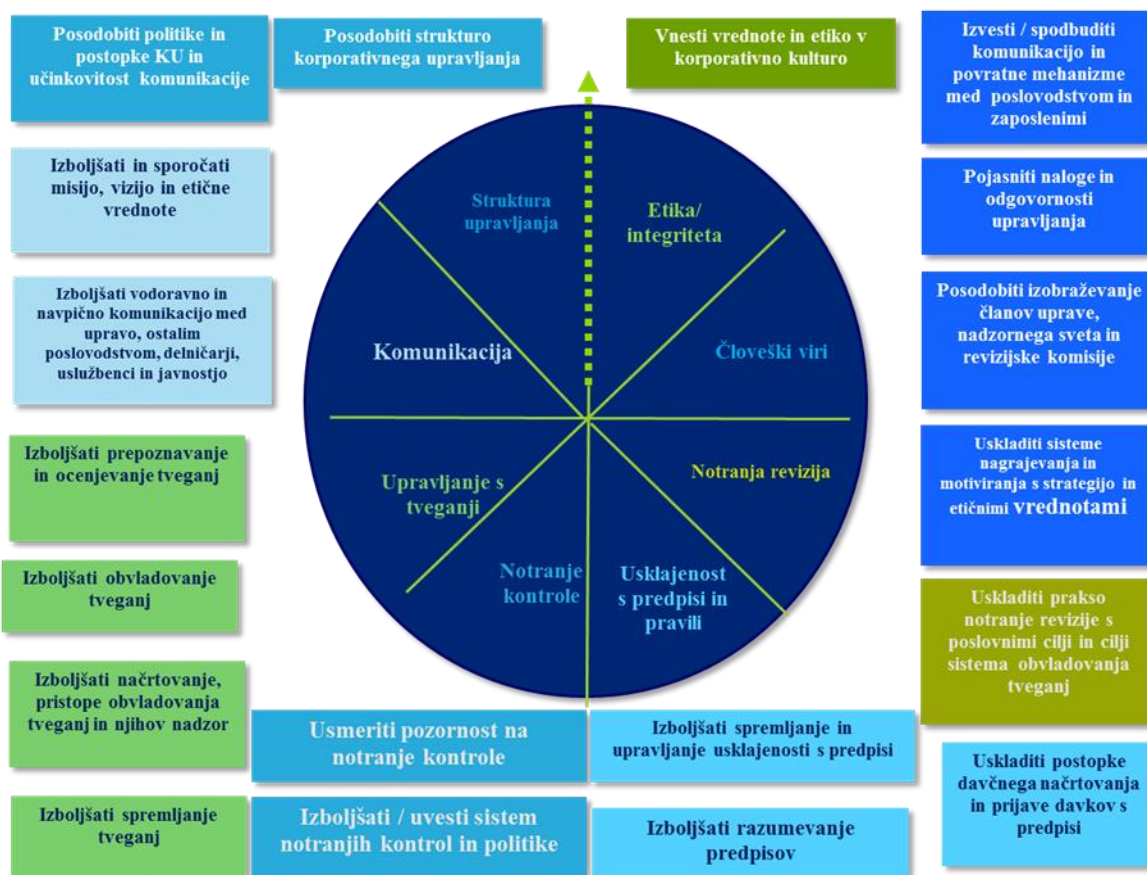 Posodobiti politike in
postopke KU in
učinkovitost komunikacije
Posodobiti strukturo
korporativnega upravljanja
Vnesti vrednote in etiko v
korporativno kulturo
Izvesti / spodbuditi
komunikacijo in
povratne mehanizme
med poslovodstvom in
zaposlenimi
Izboljšati in sporočati
misijo, vizijo in etične
vrednote
Pojasniti naloge in
odgovornosti
upravljanja
Izboljšati vodoravno in
navpično komunikacijo med
upravo, ostalim
poslovodstvom, delničarji,
uslužbenci in javnostjo
Posodobiti izobraževanje
članov uprave,
nadzornega sveta in
revizijske komisije
Izboljšati prepoznavanje
in ocenjevanje tveganj
Uskladiti sisteme
nagrajevanja in
motiviranja s strategijo in
etičnimi vrednotami
Izboljšati obvladovanje
tveganj
Uskladiti prakso
notranje revizije s
poslovnimi cilji in cilji
sistema obvladovanja
tveganj
Izboljšati načrtovanje,
pristope obvladovanja
tveganj in njihov nadzor
Izboljšati spremljanje
tveganj
Struktura
upravljanja
Etika/
integriteta
Komunikacija
Človeški viri
Upravljanje s
tveganji
Notranja revizija
Notranje
kontrole
Usklajenost
s predpisi in
pravili
Usmeriti pozornost na
notranje kontrole
Izboljšati spremljanje in
upravljanje usklajenosti s predpisi
Uskladiti postopke
davčnega načrtovanja
in prijave davkov s
predpisi
Izboljšati / uvesti sistem
notranjih kontrol in politike
Izboljšati razumevanje
predpisov